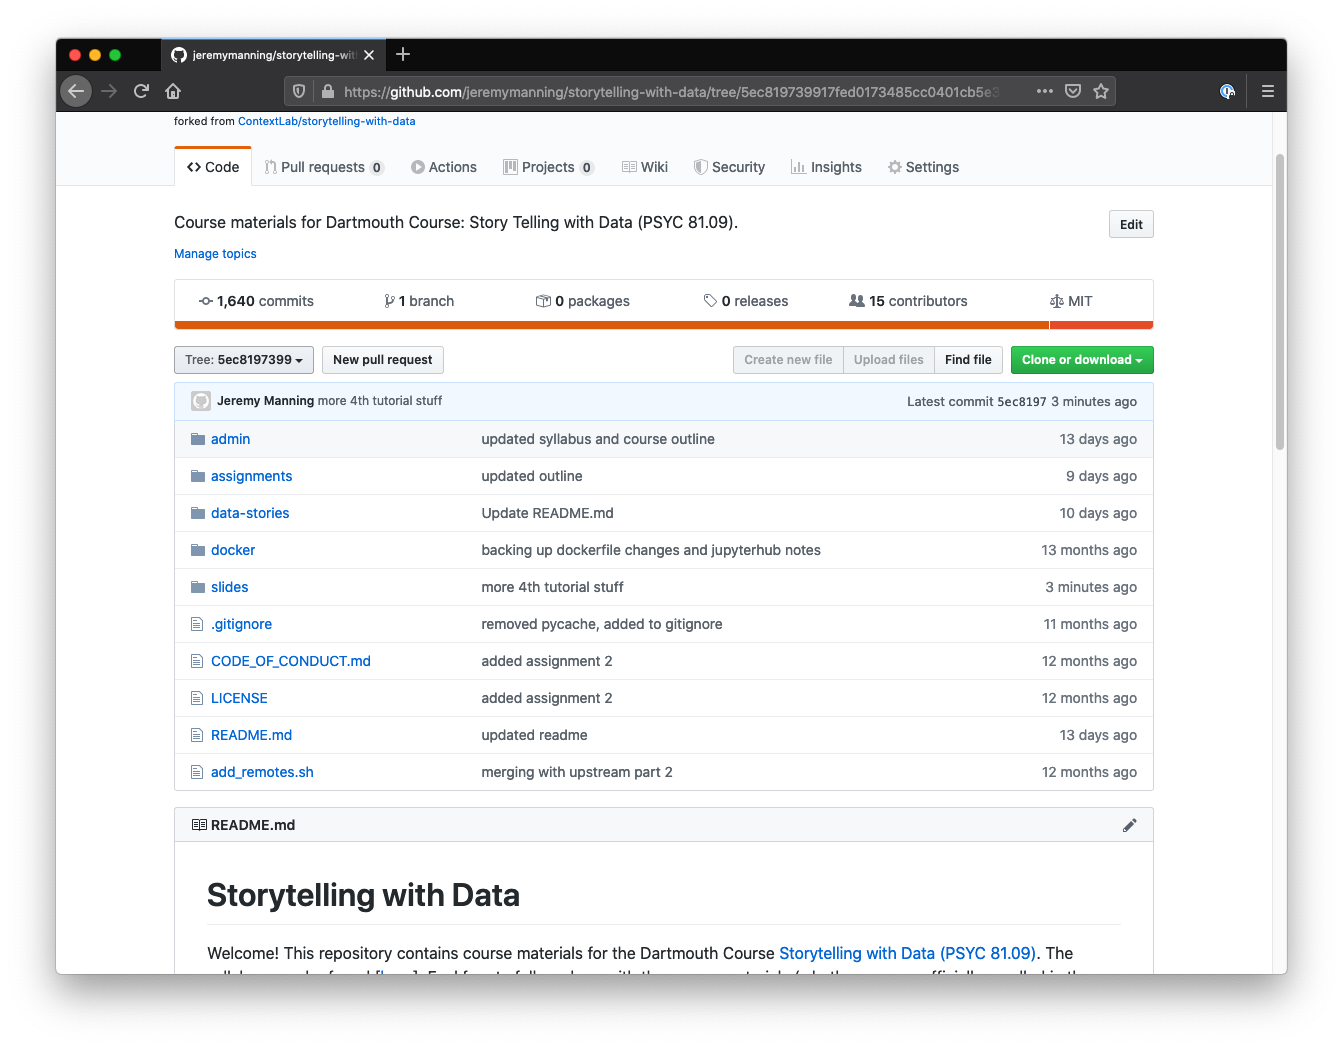 jeremymanning/storytelling-wit
https://github.com/jeremymanning/storytelling-with-data/tree/5ec819739917fed0173485cc0401cb5e3
forked from ContextLab/storytelling-with-data
Code Pull requests 0 Actions Projects 0 Wiki Security Insights Settings
Course materials for Dartmouth Course: Story Telling with Data (PSYC 81.09). Edit
Manage topics
1,640 commits 1 branch 0 packages 0 releases 15 contributors MIT
Tree: 5ec8197399 New pull request Create new file Upload files Find file Clone or download
Jeremy Manning more 4th tutorial stuff Latest commit 5ec8197 3 minutes ago
admin updated syllabus and course outline 13 days ago
assignments updated outline 9 days ago
data-stories Update README.md 10 days ago
docker backing up dockerfile changes and jupyterhub notes 13 months ago
slides more 4th tutorial stuff 3 minutes ago
.gitignore removed pycache, added to gitignore 11 months ago
CODE_OF_CONDUCT.md added assignment 2 12 months ago
LICENSE added assignment 2 12 months ago
README.md updated readme 13 days ago
add_remotes.sh merging with upstream part 2 12 months ago
README.md
Storytelling with Data
Welcome! This repository contains course materials for the Dartmouth Course Storytelling with Data (PSYC 81.09). The